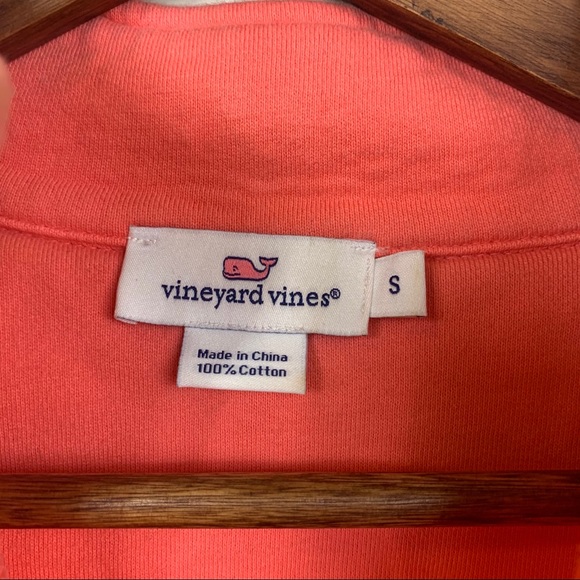 vineyard vines®
S
Made in China
100% Cotton